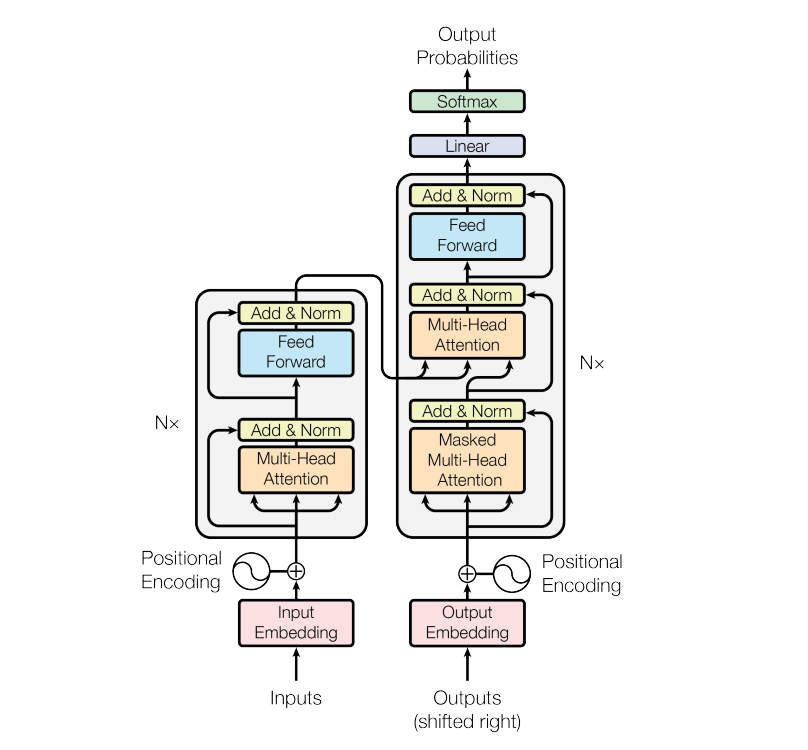 Output
Probabilities
Softmax
Linear
Add & Norm
Feed
Forward
Add & Norm
Multi-Head
Attention
Add & Norm
Masked
Multi-Head
Attention
N×
Add & Norm
Feed
Forward
Add & Norm
Multi-Head
Attention
N×
Positional
Encoding
Positional
Encoding
Input
Embedding
Output
Embedding
Inputs
Outputs
(shifted right)